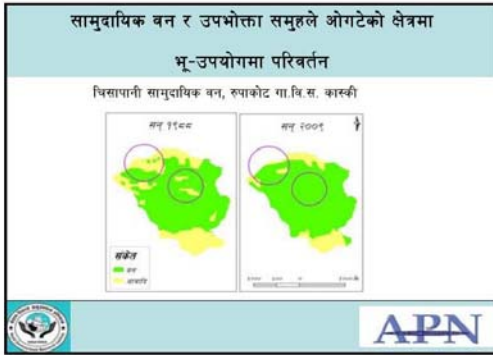 सामुदायिक वन र उपभोक्ता समुहले ओगटेको क्षेत्रमा
भू-उपयोगमा परिवर्तन
चिसापानी सामुदायिक वन, रुपाकोट गा.वि.स. कास्की
सन् १९८८
सन् २००९
संकेत
वन
APN